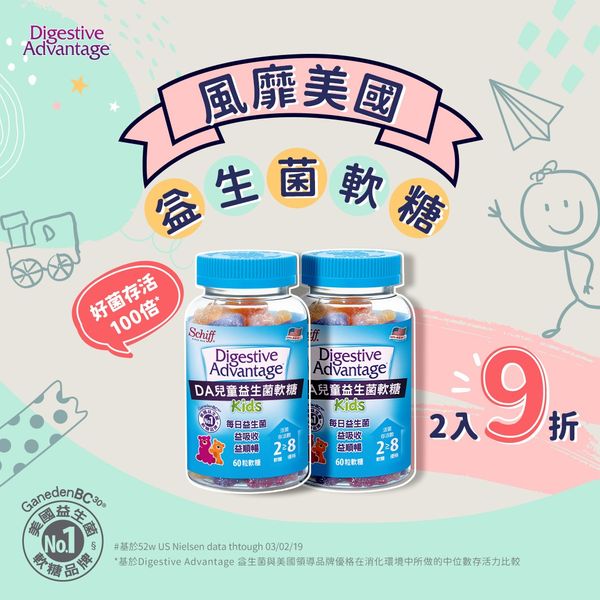 Digestive
Advantage
風靡美國
益生菌軟糖
好菌存活
100倍*
Schiff
Digestive
Advantage
DA兒童益生菌軟糖
Kids
每日益生菌
益吸收
益順暢
2≥8
60粒軟糖
Schiff
Digestive
Advantage
A兒童益生菌軟糖
Kids
每日益生菌
益吸收
益順暢
2≥8
60粒軟糖
2入9折
GanedenBC30®
美國益生菌
No.1
軟糖品牌
§
#基於52w US Nielsen data thtough 03/02/19
*基於Digestive Advantage 益生菌與美國領導品牌優格在消化環境中所做的中位數存活力比較